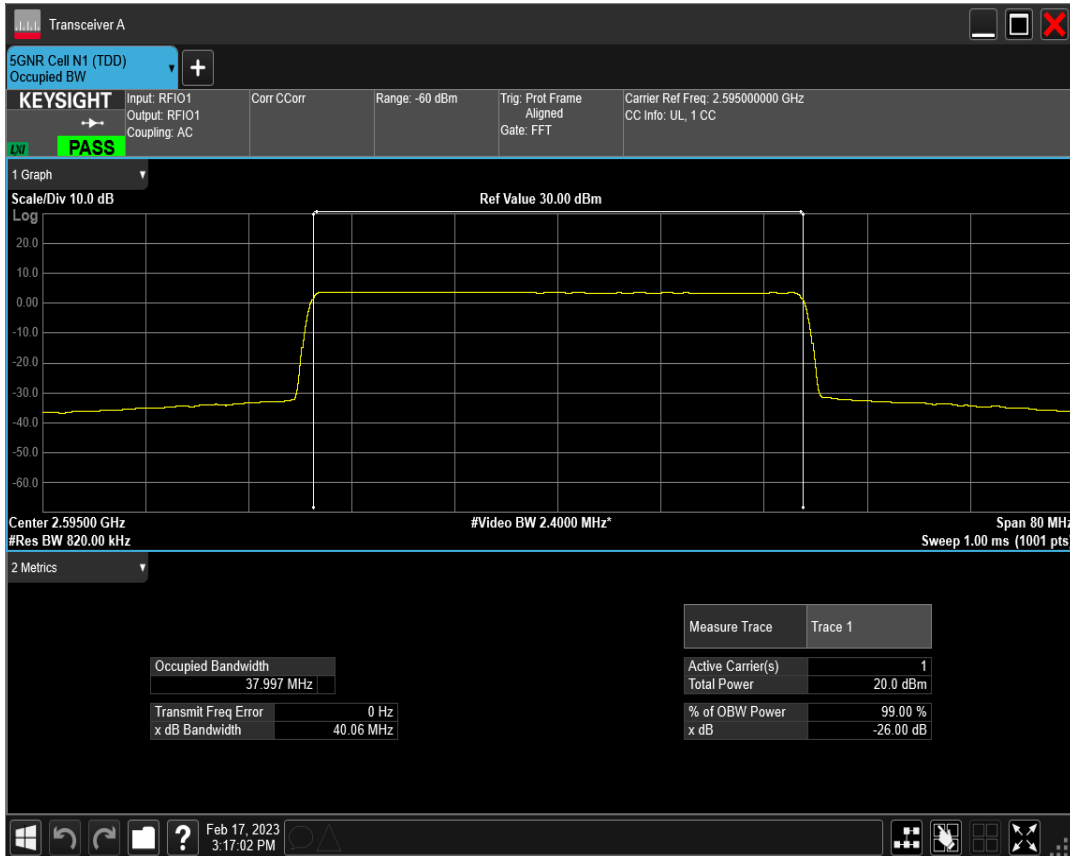 Transceiver A
5GNR Cell N1 (TDD)
Occupied BW
+
KEYSIGHT
LXI
PASS
Input: RFIO1
Output: RFIO1
Coupling: AC
Corr CCorr
Range: -60 dBm
Trig: Prot Frame
Aligned
Gate: FFT
Carrier Ref Freq: 2.595000000 GHz
CC Info: UL, 1 CC
1 Graph
Scale/Div 10.0 dB
Ref Value 30.00 dBm
Log
20.0
10.0
0.00
-10.0
-20.0
-30.0
-40.0
-50.0
-60.0
Center 2.59500 GHz
#Video BW 2.4000 MHz*
Span 80 MHz
#Res BW 820.00 kHz
Sweep 1.00 ms (1001 pts)
2 Metrics
Measure Trace Trace 1
Occupied Bandwidth
37.997 MHz
Active Carrier(s) 1
Total Power 20.0 dBm
Transmit Freq Error 0 Hz
x dB Bandwidth 40.06 MHz
% of OBW Power 99.00 %
x dB -26.00 dB
?
Feb 17, 2023
3:17:02 PM